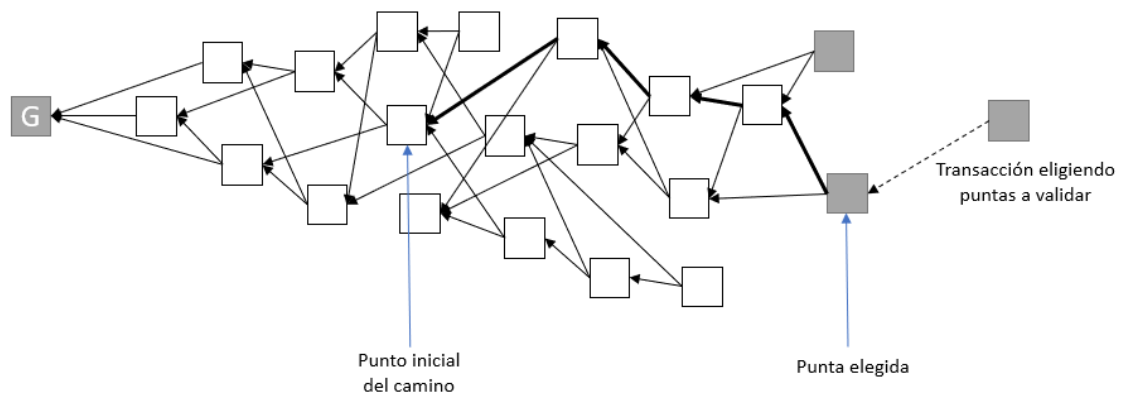 G
Transacción eligiendo
puntas a validar
Punto inicial
del camino
Punta elegida